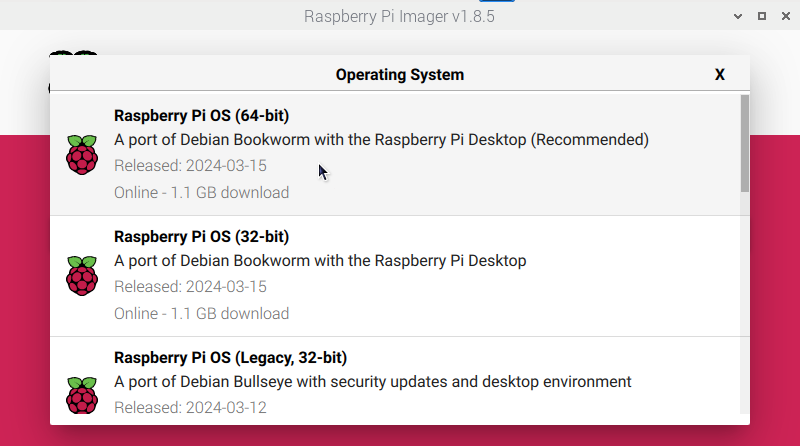 Raspberry Pi Imager v1.8.5
Operating System
X
Raspberry Pi OS (64-bit)
A port of Debian Bookworm with the Raspberry Pi Desktop (Recommended)
Released: 2024-03-15
Online - 1.1 GB download
Raspberry Pi OS (32-bit)
A port of Debian Bookworm with the Raspberry Pi Desktop
Released: 2024-03-15
Online - 1.1 GB download
Raspberry Pi OS (Legacy, 32-bit)
A port of Debian Bullseye with security updates and desktop environment
Released: 2024-03-12